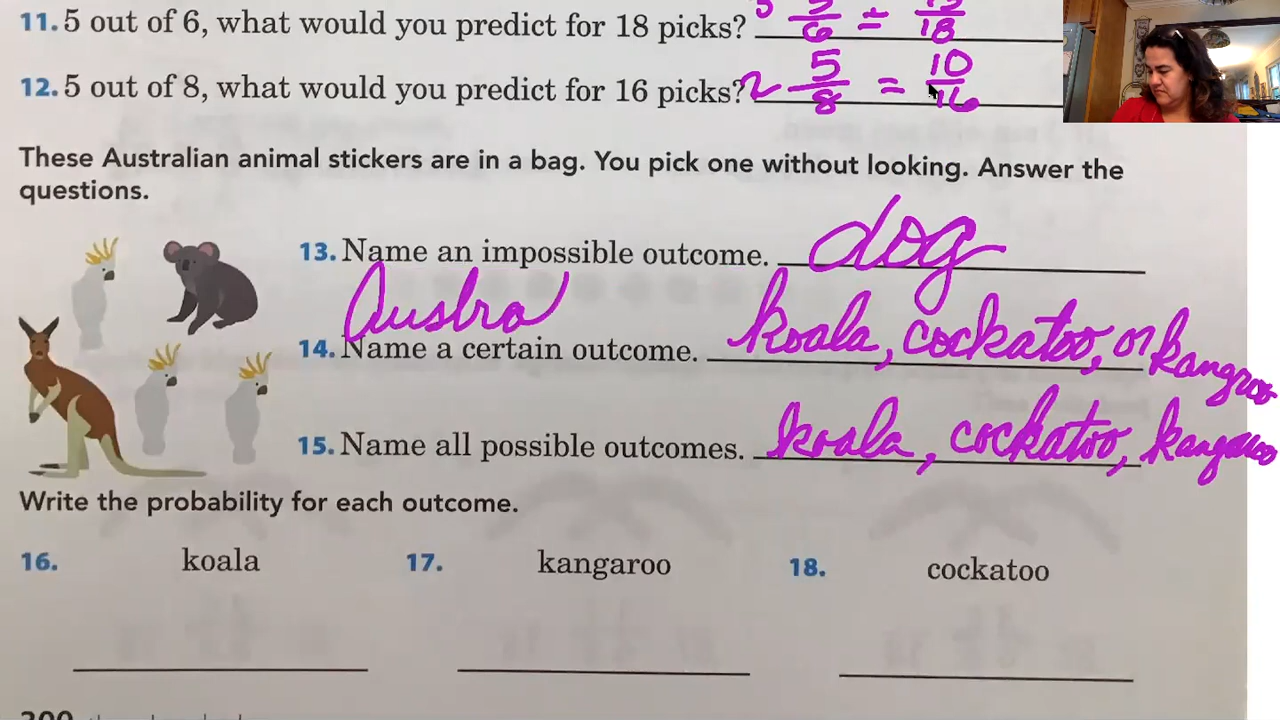 11. 5 out of 6, what would you predict for 18 picks? 5/6 = 15/18
12. 5 out of 8, what would you predict for 16 picks? 2 5/8 = 10/16
These Australian animal stickers are in a bag. You pick one without looking. Answer the
questions.
13. Name an impossible outcome. dog
Austra
14. Name a certain outcome. koala, cockatoo, or kangroo
15. Name all possible outcomes. koala, cockatoo, kangaroo
Write the probability for each outcome.
16. koala 17. kangaroo 18. cockatoo